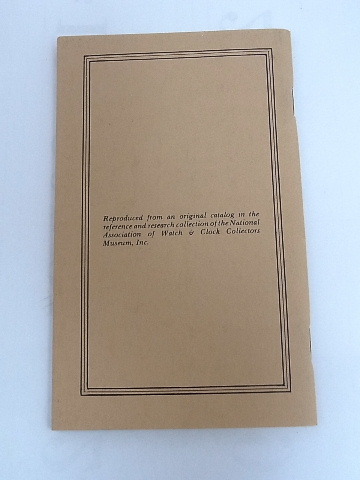 Reproduced from an original catalog in the
reference and research collection of the National
Association of Watch & Clock Collectors
Museum, Inc.